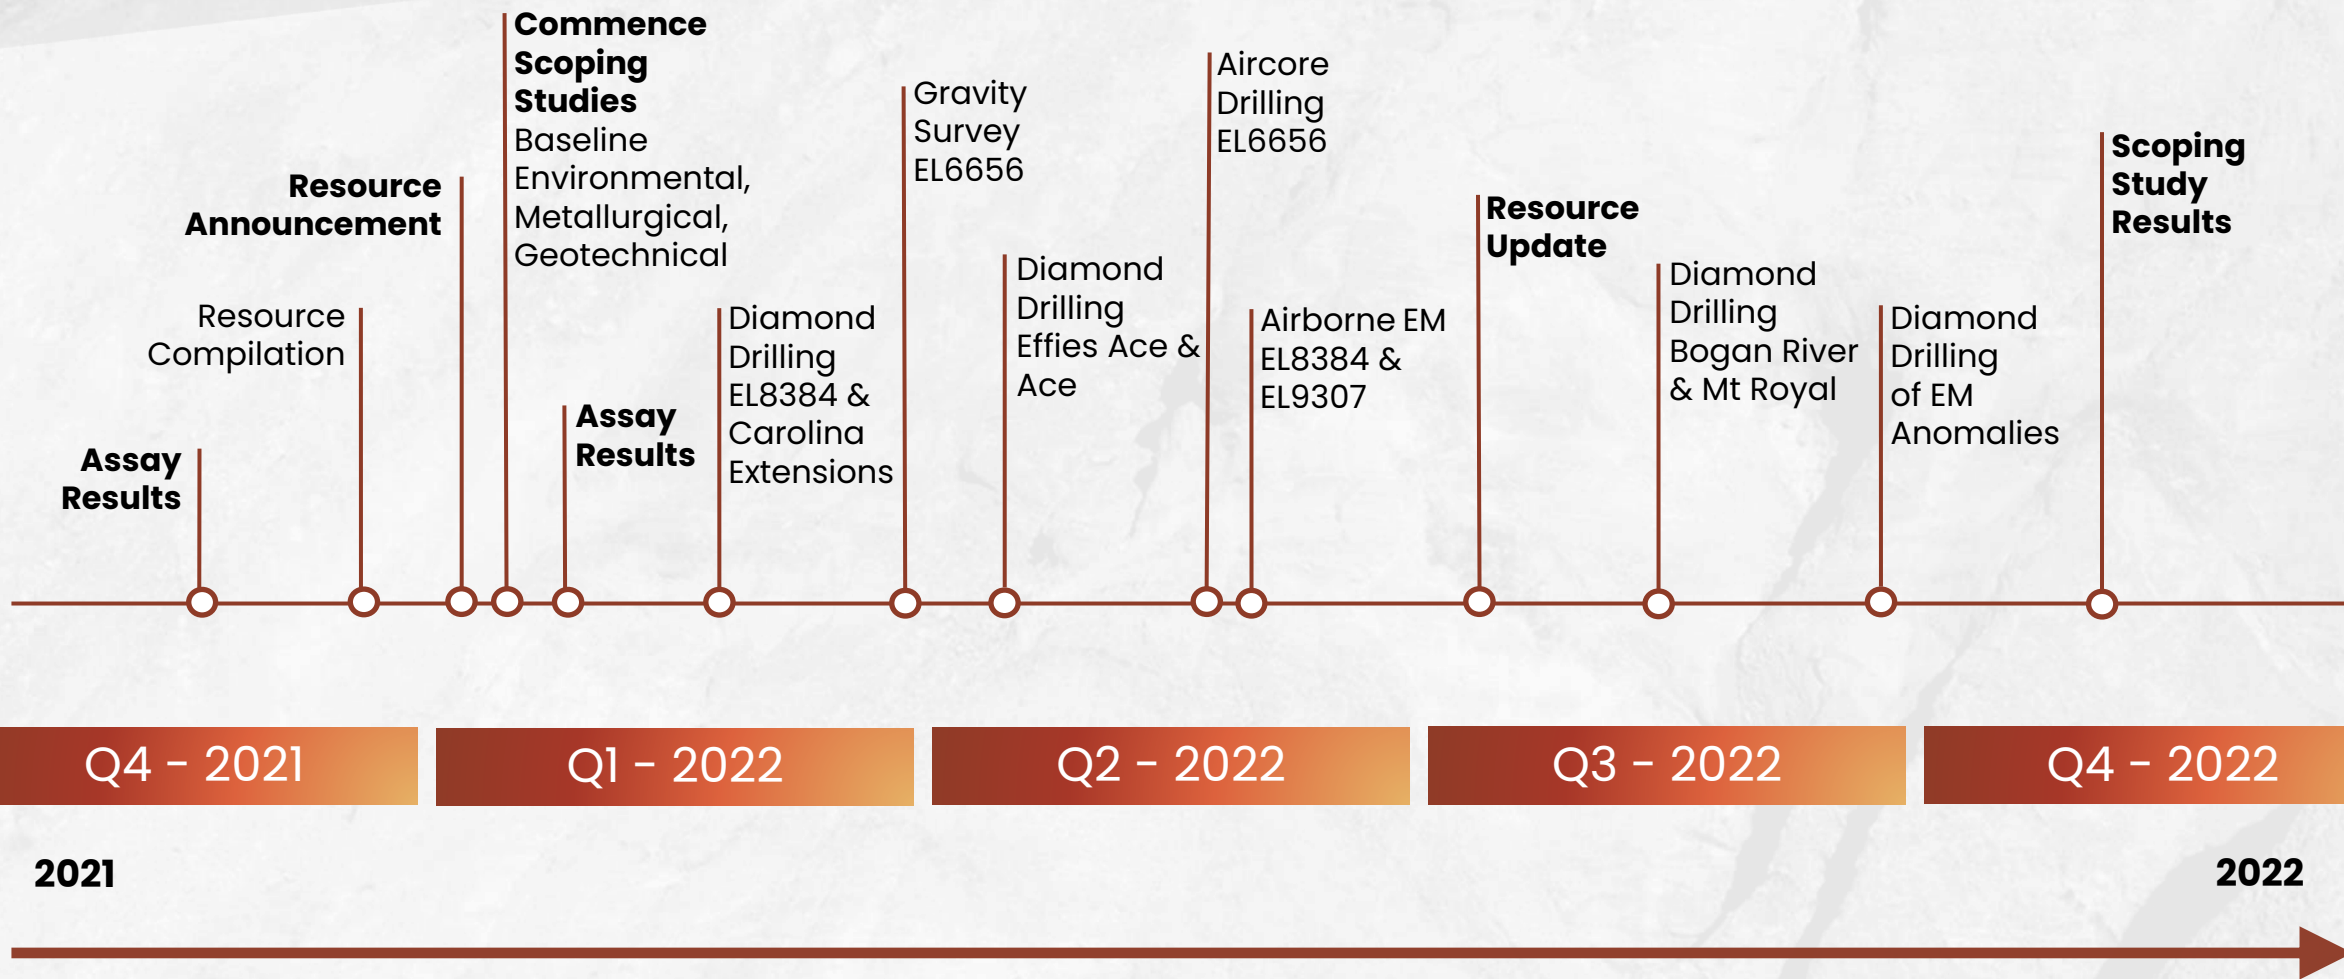 Assay
Results
Resource
Compilation
Resource
Announcement
Commence
Scoping
Studies
Baseline
Environmental,
Metallurgical,
Geotechnical
Assay
Results
Diamond
Drilling
EL8384 &
Carolina
Extensions
Gravity
Survey
EL6656
Diamond
Drilling
Effies Ace &
Ace
Aircore
Drilling
EL6656
Airborne EM
EL8384 &
EL9307
Resource
Update
Diamond
Drilling
Bogan River
& Mt Royal
Diamond
Drilling
of EM
Anomalies
Scoping
Study
Results
Q4 - 2021
Q1 - 2022
Q2 - 2022
Q3 - 2022
Q4 - 2022
2021
2022